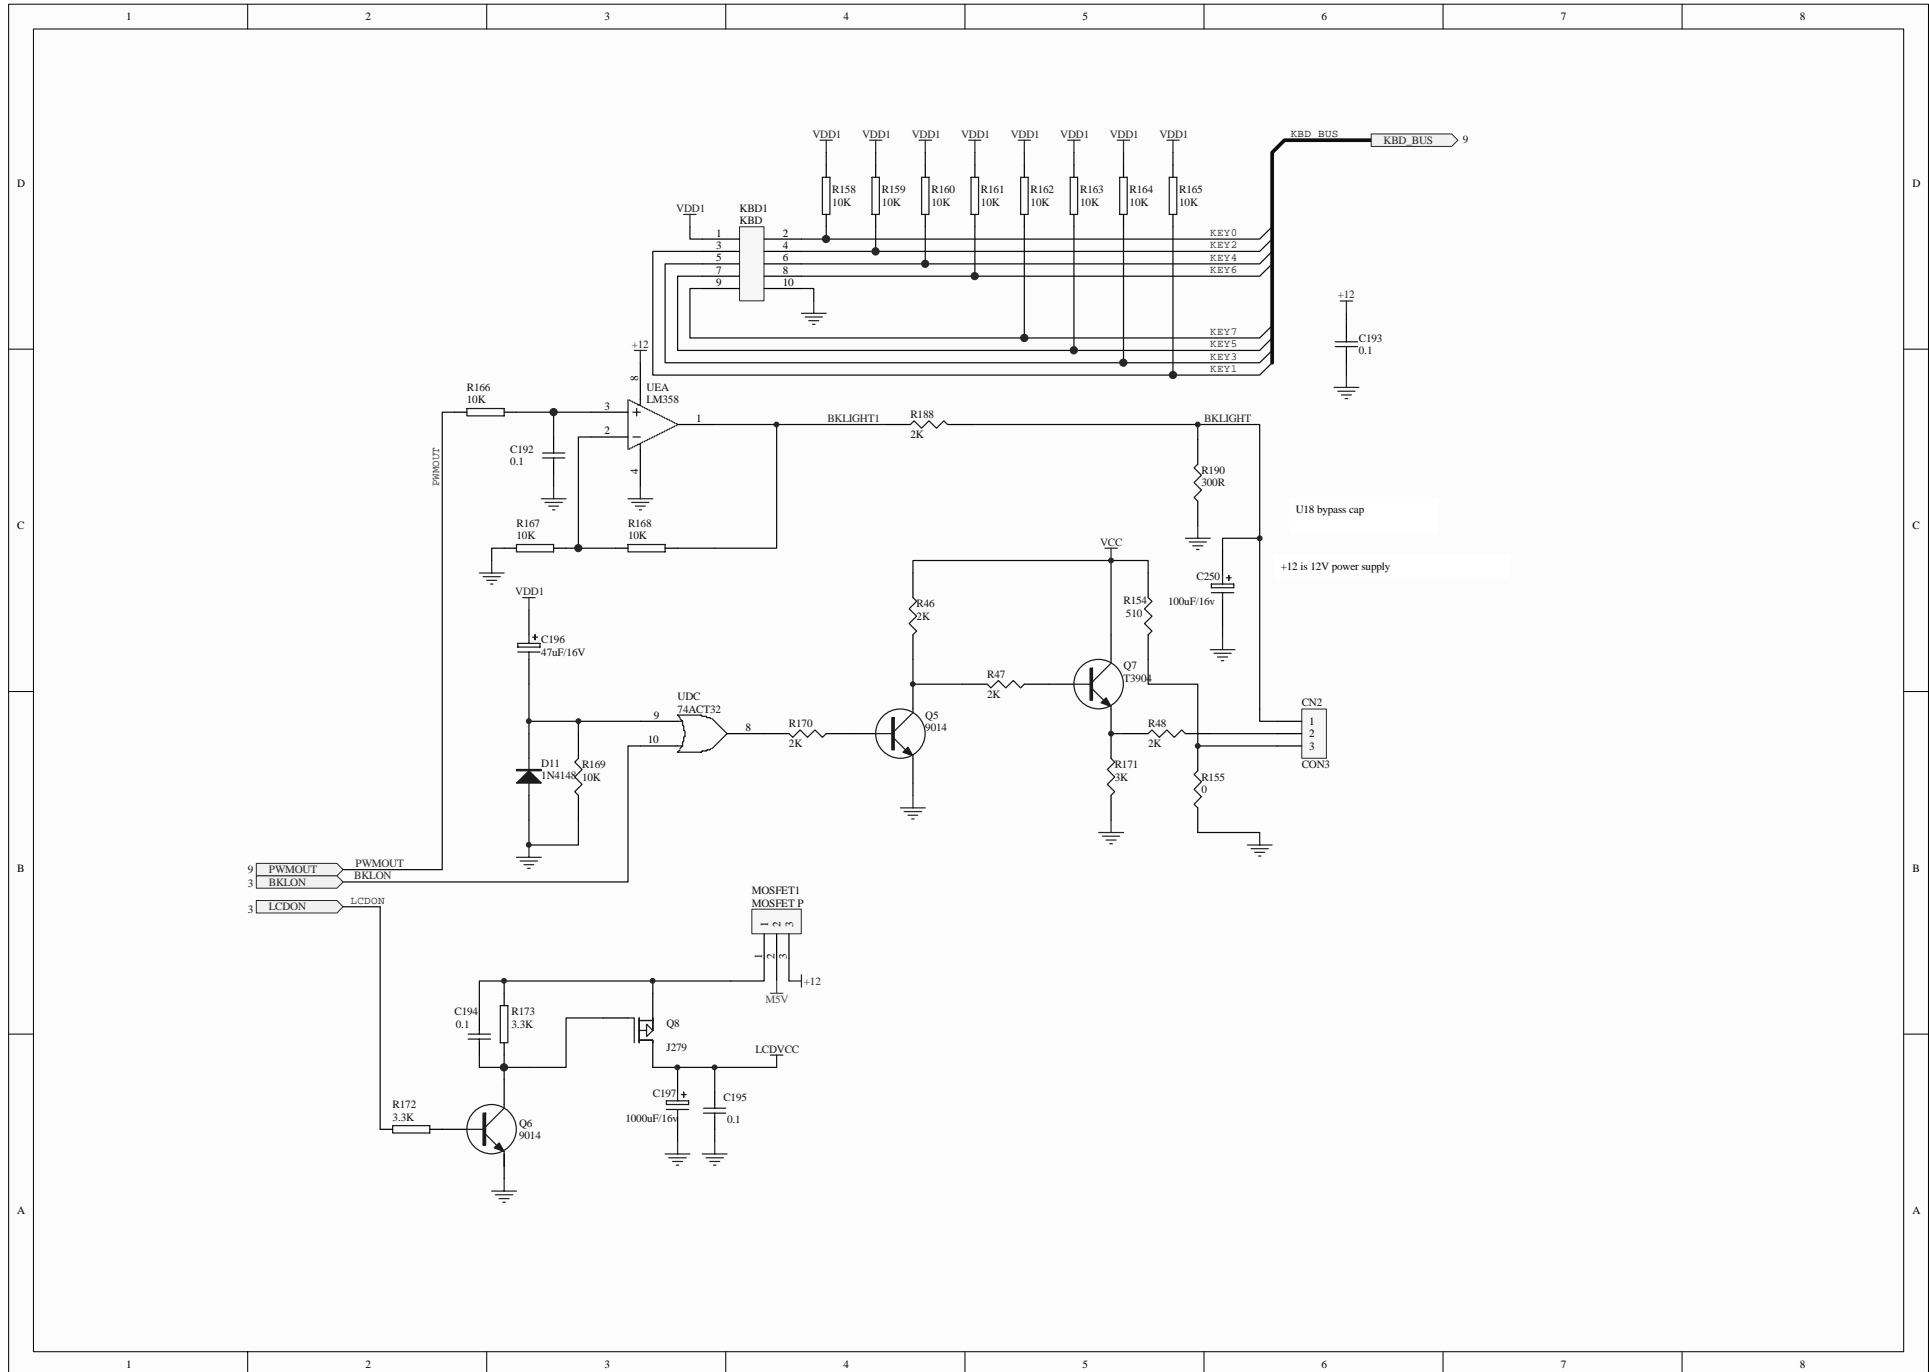 1 2 3 4 5 6 7 8
D D
C C
B B
A A
VDD1 VDD1 VDD1 VDD1 VDD1 VDD1 VDD1 VDD1
KBD_BUS
KBD_BUS 9
R158 R159 R160 R161 R162 R163 R164 R165
10K 10K 10K 10K 10K 10K 10K 10K
VDD1
KBD1
KBD
1 2 KEY0
3 4 KEY2
5 6 KEY4
7 8 KEY6
9 10
KEY7
KEY5
KEY3
KEY1
+12
C193
0.1
+12
8
UEA
LM358
R166
10K
3 +
2 −
1
4
BKLIGHT1
R188
2K
BKLIGHT
C192
0.1
PWMOUT
R190
300R
U18 bypass cap
R167
10K
R168
10K
+12 is 12V power supply
VCC
C250 +
100uF/16v
VDD1
+ C196
47uF/16V
R46
2K
R154
510
R47
2K
Q7
T3904
UDC
74ACT32
9
10
8
R170
2K
Q5
9014
R48
2K
CN2
1
2
3
CON3
D11
1N4148
R169
10K
R171
3K
R155
0
9 PWMOUT PWMOUT
3 BKLON BKLON
3 LCDON LCDON
MOSFET1
MOSFET P
1 2 3
1 2 3
+12
M5V
C194
0.1
R173
3.3K
Q8
J279
LCDVCC
C197 +
1000uF/16v
C195
0.1
R172
3.3K
Q6
9014
1 2 3 4 5 6 7 8